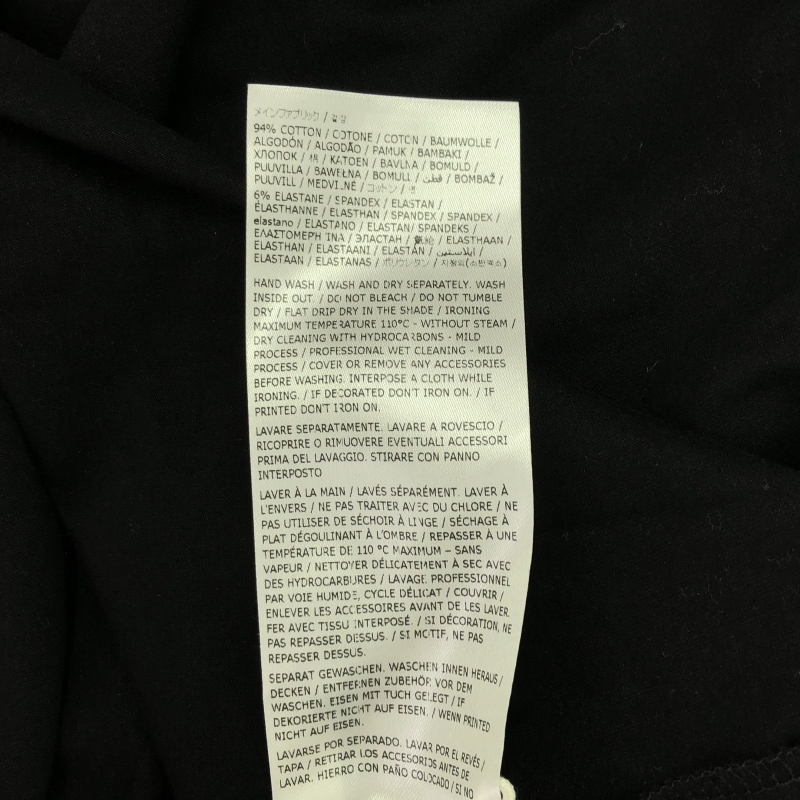 メインファブリック / 겉감
94% COTTON / COTONE / COTON / BAUMWOLLE /
ALGODÓN / ALGODÃO / PAMUK / BAMBAKI /
ХЛОПОК / 棉 / KATOEN / BAVLNA / BOMULD /
PUUVILLA / BAWEŁNA / BOMULL / قطن / BOMBAŽ /
PUUVILL / MEDVILNĖ / コットン / 면
6% ELASTANE / SPANDEX / ELASTAN /
ÉLASTHANNE / ELASTHAN / SPANDEX / SPANDEX /
elastano / ELASTANO / ELASTAN / SPANDEKS /
ΕΛΑΣΤΟΜΕΡΗ ΊΝΑ / ЭЛАСТАН / 氨纶 / ELASTHAAN /
ELASTHAN / ELASTAANI / ELASTAN / إيلاستين /
ELASTAAN / ELASTANAS / ポリウレタン / 폴리우레탄
HAND WASH / WASH AND DRY SEPARATELY. WASH
INSIDE OUT. / DO NOT BLEACH / DO NOT TUMBLE
DRY / FLAT DRIP DRY IN THE SHADE / IRONING
MAXIMUM TEMPERATURE 110°C - WITHOUT STEAM /
DRY CLEANING WITH HYDROCARBONS - MILD
PROCESS / PROFESSIONAL WET CLEANING - MILD
PROCESS / COVER OR REMOVE ANY ACCESSORIES
BEFORE WASHING. INTERPOSE A CLOTH WHILE
IRONING. / IF DECORATED DON'T IRON ON. / IF
PRINTED DON'T IRON ON.
LAVARE SEPARATAMENTE. LAVARE A ROVESCIO /
RICOPRIRE O RIMUOVERE EVENTUALI ACCESSORI
PRIMA DEL LAVAGGIO. STIRARE CON PANNO
INTERPOSTO
LAVER À LA MAIN / LAVÉS SÉPARÉMENT. LAVER À
L'ENVERS / NE PAS TRAITER AVEC DU CHLORE / NE
PAS UTILISER DE SÉCHOIR À LINGE / SÉCHAGE À
PLAT DÉGOULINANT À L'OMBRE / REPASSER À UNE
TEMPÉRATURE DE 110 °C MAXIMUM – SANS
VAPEUR / NETTOYER DÉLICATEMENT À SEC AVEC
DES HYDROCARBURES / LAVAGE PROFESSIONNEL
PAR VOIE HUMIDE, CYCLE DÉLICAT / COUVRIR /
ENLEVER LES ACCESSOIRES AVANT DE LES LAVER.
FER AVEC TISSU INTERPOSÉ. / SI DÉCORATION, NE
PAS REPASSER DESSUS. / SI MOTIF, NE PAS
REPASSER DESSUS.
SEPARAT GEWASCHEN. WASCHEN INNEN HERAUS /
DECKEN / ENTFERNEN ZUBEHÖR VOR DEM
WASCHEN. EISEN MIT TUCH GELEGT / IF
DEKORIERTE NICHT AUF EISEN. / WENN PRINTED
NICHT AUF EISEN.
LAVARSE POR SEPARADO. LAVAR POR EL REVÉS /
TAPA / RETIRAR LOS ACCESORIOS ANTES DE
LAVAR. HIERRO CON PAÑO COLOCADO / SI NO